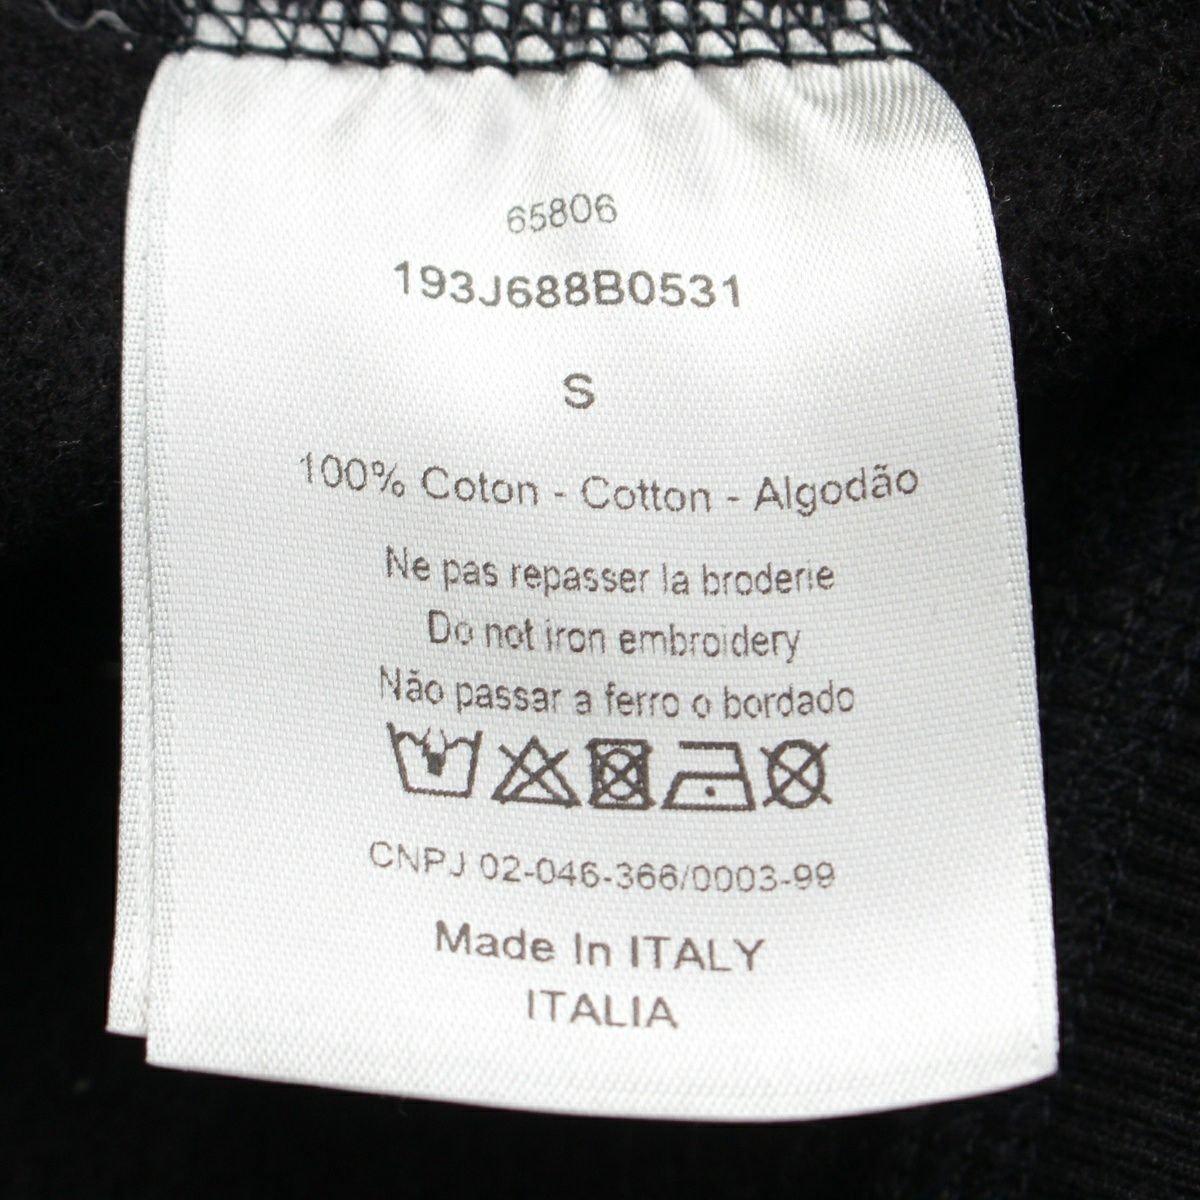 65806
193J688B0531
S
100% Coton - Cotton - Algodão
Ne pas repasser la broderie
Do not iron embroidery
Não passar a ferro o bordado
CNPJ 02-046-366/0003-99
Made In ITALY
ITALIA